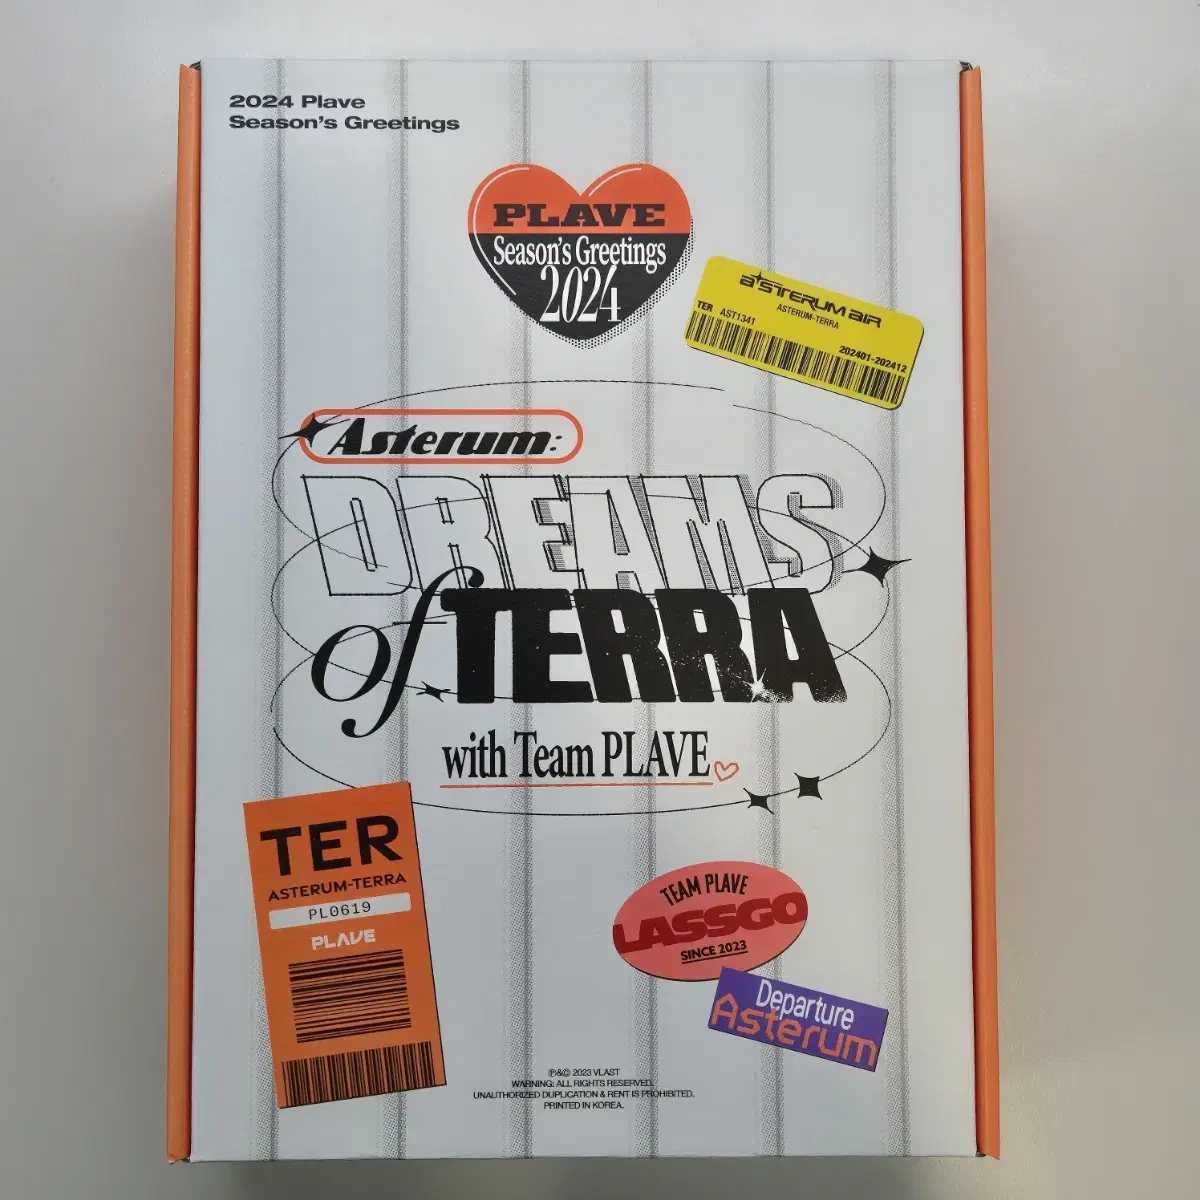 2024 Plave
Season's Greetings
PLAVE
Season's Greetings
2024
asterum air
ASTERUM-TERRA
TER AST1341
202401-202412
Asterum:
DREAMS
of TERRA
with Team PLAVE
TER
ASTERUM-TERRA
PL0619
PLAVE
TEAM PLAVE
LASSGO
SINCE 2023
Departure
Asterum
℗&© 2023 VLAST
WARNING: ALL RIGHTS RESERVED.
UNAUTHORIZED DUPLICATION & RENT IS PROHIBITED.
PRINTED IN KOREA.